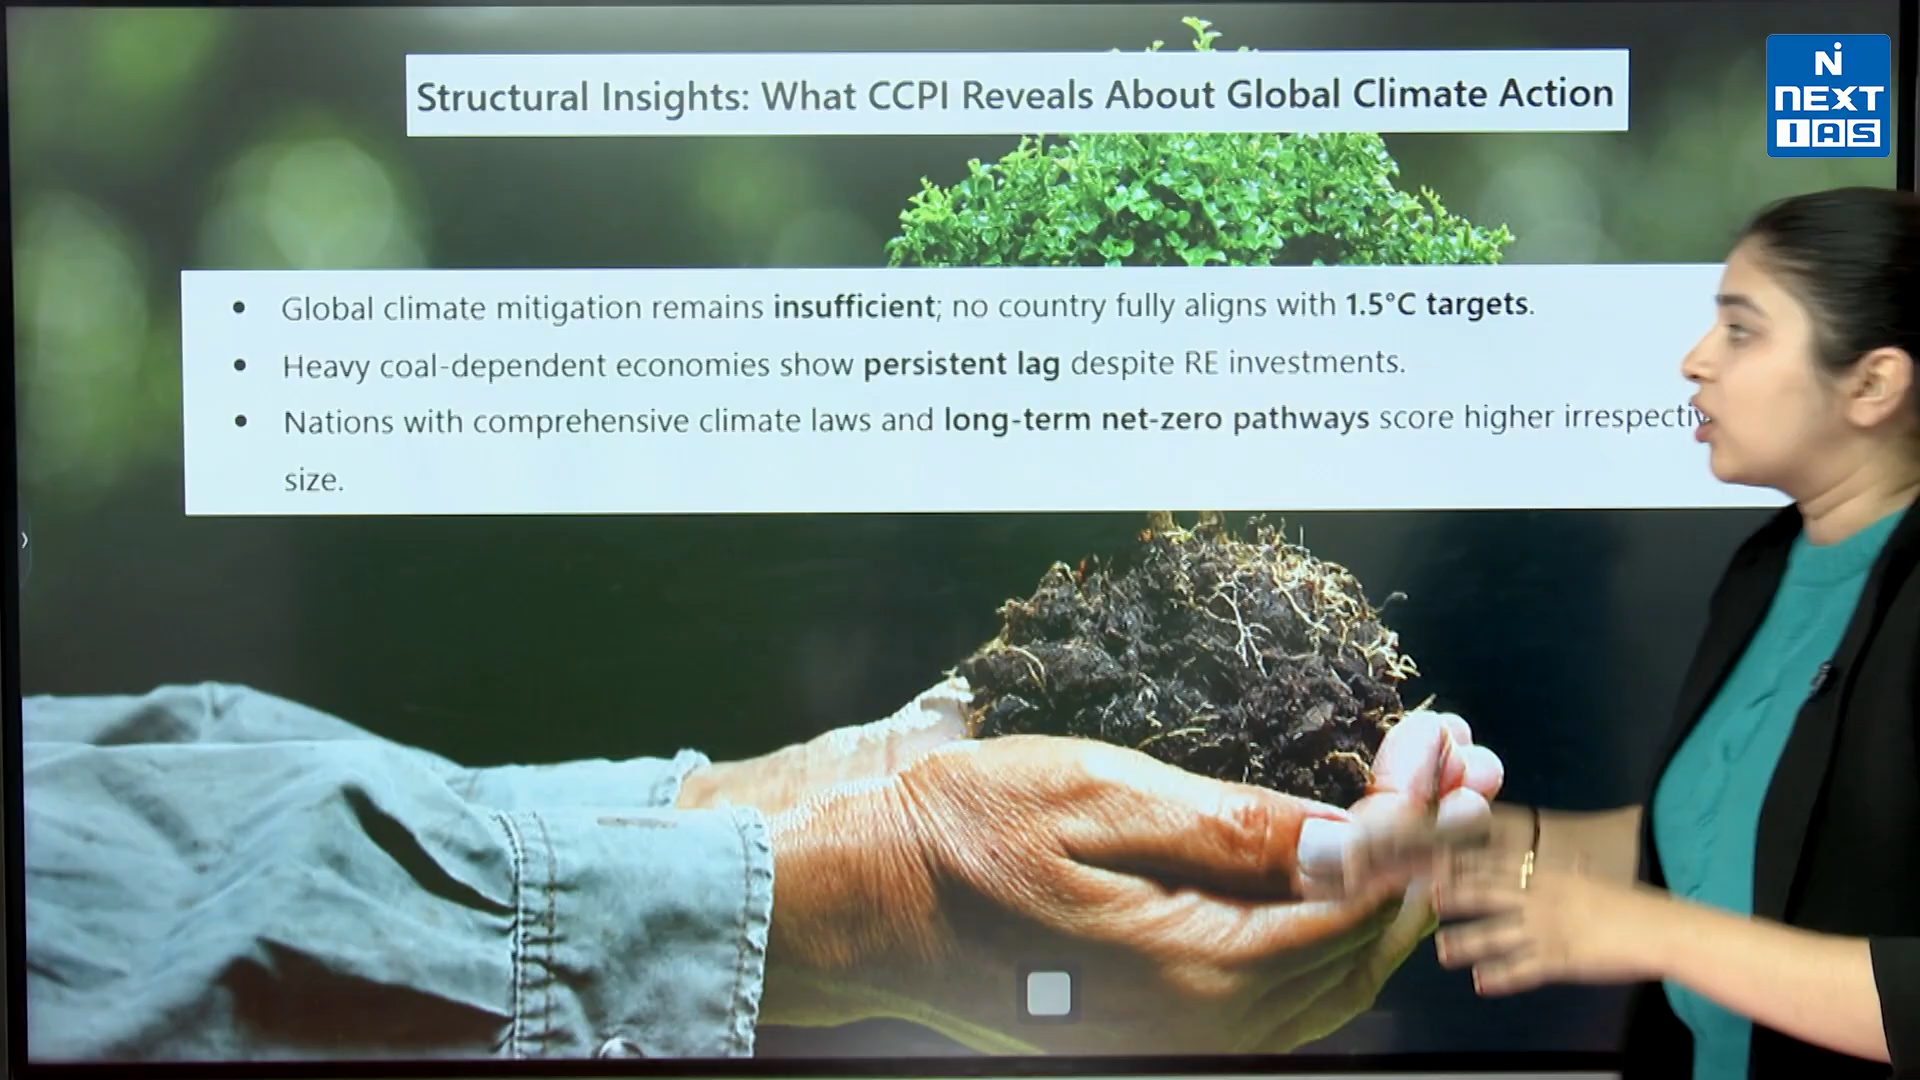 Structural Insights: What CCPI Reveals About Global Climate Action
Ni
NEXT
IAS
• Global climate mitigation remains insufficient; no country fully aligns with 1.5°C targets.
• Heavy coal-dependent economies show persistent lag despite RE investments.
• Nations with comprehensive climate laws and long-term net-zero pathways score higher
size.